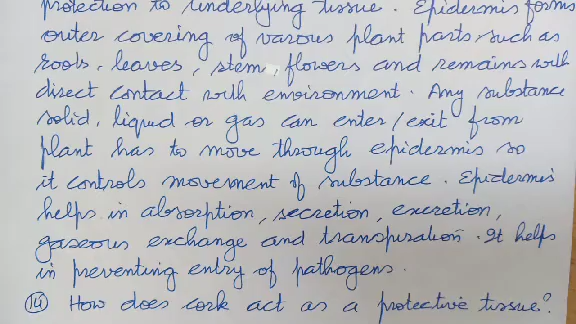 protection to underlying tissue. Epidermis forms
outer covering of varous plant parts, such as
roots, leaves, stem, flowers and remains with
direct contact with environment. Any substance
solid, liquid or gas can enter/exit from
plant has to move through epidermis so
it controls movement of substance. Epidermis
helps in absorption, secretion, excretion,
gaseous exchange and transpiration. It helps
in preventing entry of pathogens.
14 How does cork act as a protective tissue?